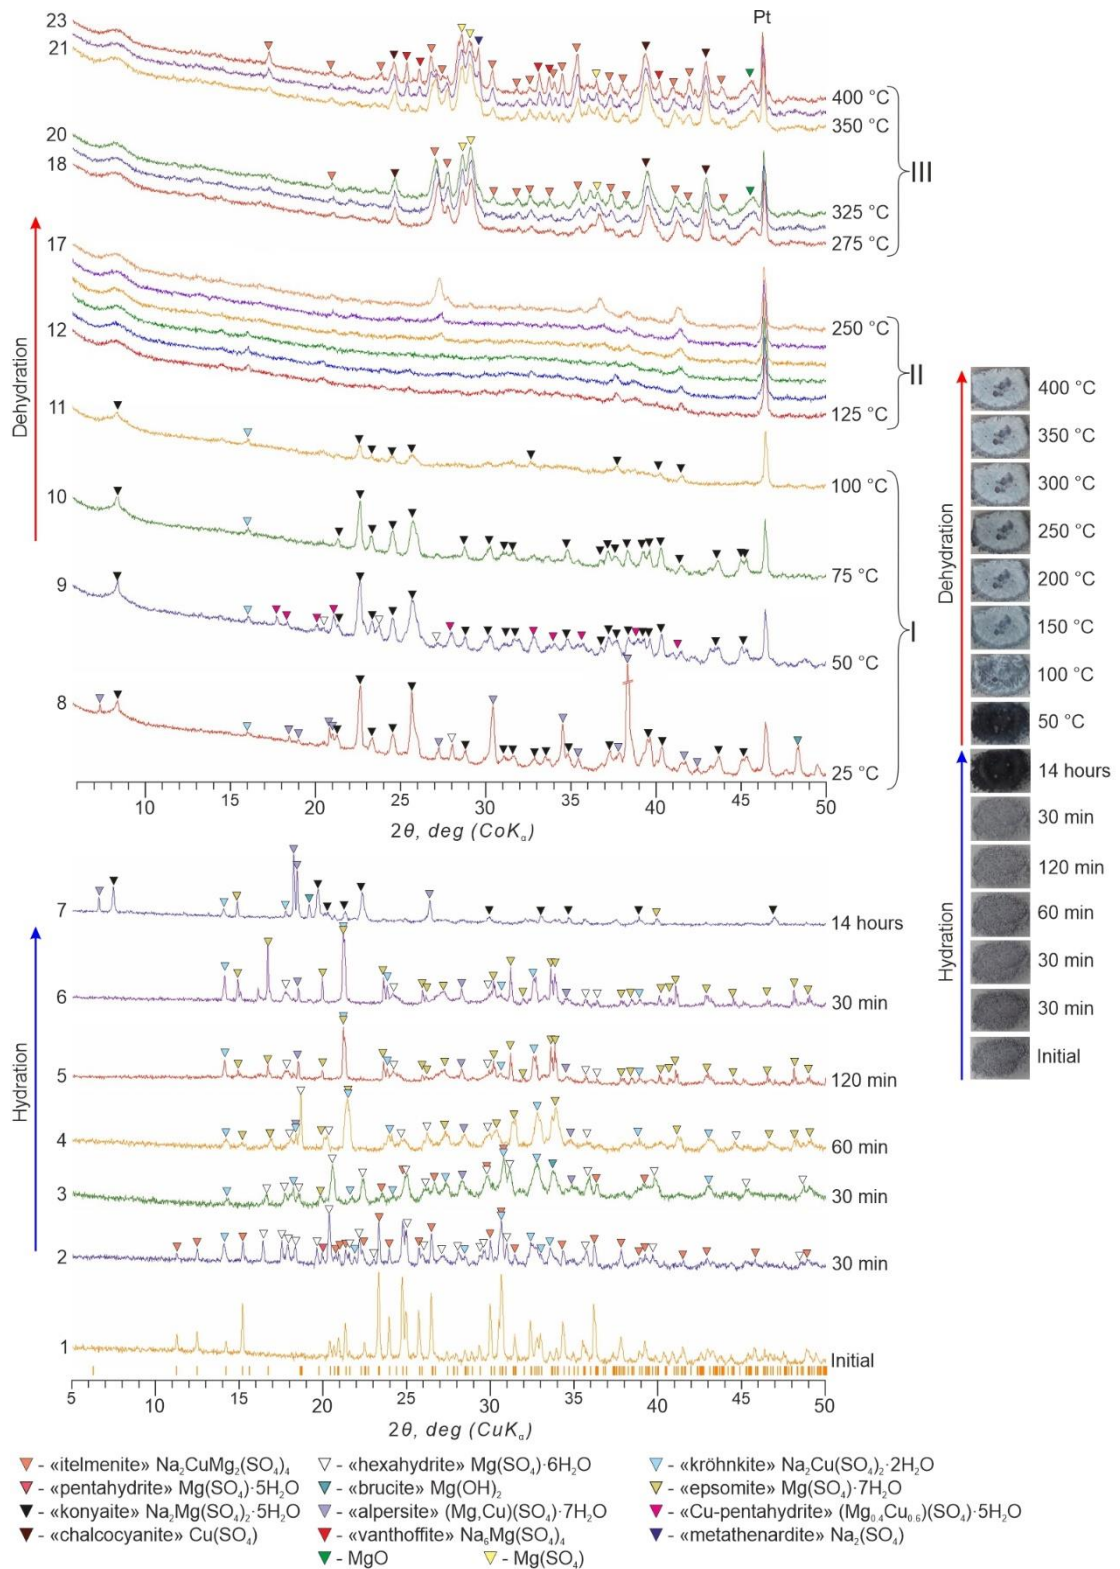 Pt
23
21
400 °C
350 °C
III
20
18
325 °C
275 °C
17
250 °C
12
II
125 °C
Dehydration
11
100 °C
10
75 °C
9
50 °C
I
8
25 °C
10 15 20 25 30 35 40 45 50
2θ, deg (CoKα)
7
14 hours
6
30 min
5
120 min
4
60 min
3
30 min
2
30 min
1
Initial
Hydration
5 10 15 20 25 30 35 40 45 50
2θ, deg (CuKα)
400 °C
350 °C
300 °C
250 °C
200 °C
150 °C
100 °C
50 °C
Dehydration
14 hours
30 min
120 min
60 min
30 min
30 min
Initial
Hydration
- «itelmenite» Na₂CuMg₂(SO₄)₄ - «hexahydrite» Mg(SO₄)·6H₂O - «kröhnkite» Na₂Cu(SO₄)₂·2H₂O
- «pentahydrite» Mg(SO₄)·5H₂O - «brucite» Mg(OH)₂ - «epsomite» Mg(SO₄)·7H₂O
- «konyaite» Na₂Mg(SO₄)₂·5H₂O - «alpersite» (Mg,Cu)(SO₄)·7H₂O - «Cu-pentahydrite» (Mg₀.₄Cu₀.₆)(SO₄)·5H₂O
- «chalcocyanite» Cu(SO₄) - «vanthoffite» Na₆Mg(SO₄)₄ - «metathenardite» Na₂(SO₄)
- MgO - Mg(SO₄)